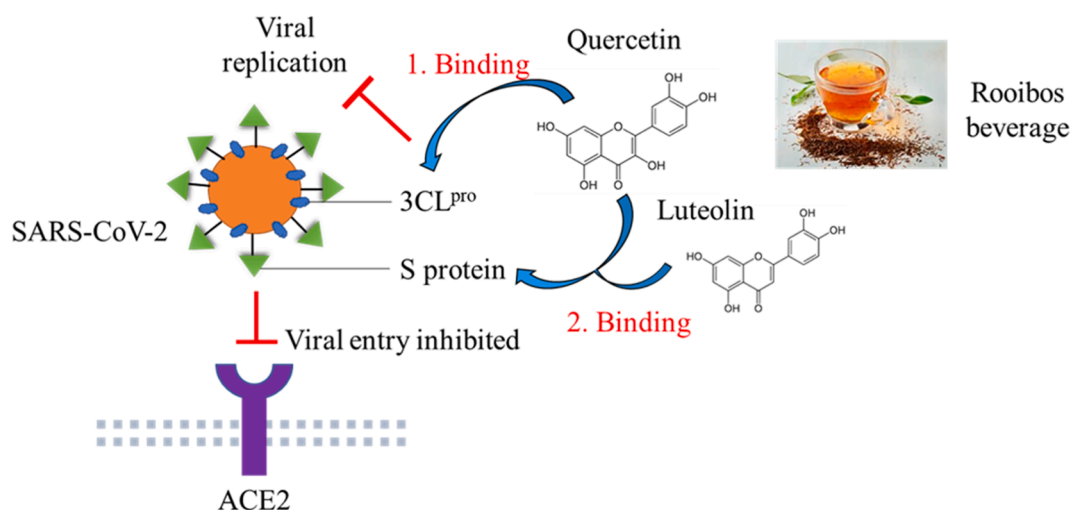 Viral
replication
1. Binding
Quercetin
OH
OH
HO
O
OH
OH
O
Rooibos
beverage
3CLpro
SARS-CoV-2
Luteolin
OH
OH
HO
O
OH
O
S protein
2. Binding
Viral entry inhibited
ACE2